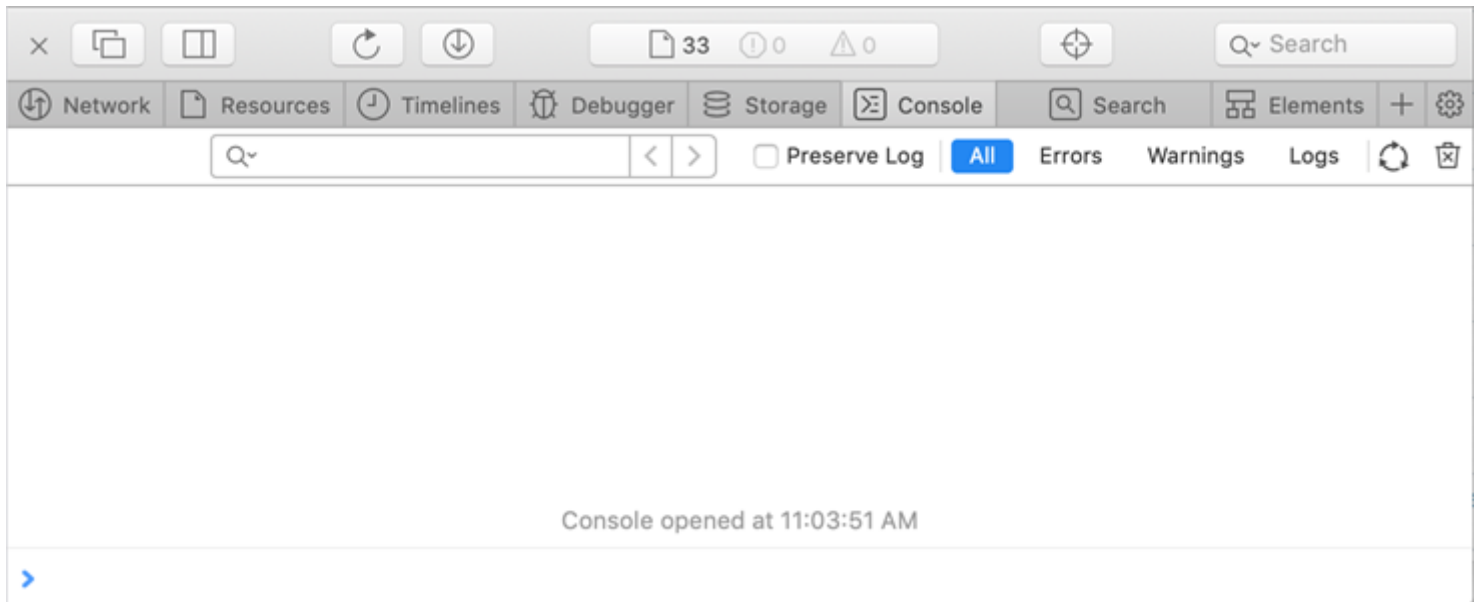 33 0 0 Search
Network Resources Timelines Debugger Storage Console Search Elements
Preserve Log All Errors Warnings Logs
Console opened at 11:03:51 AM